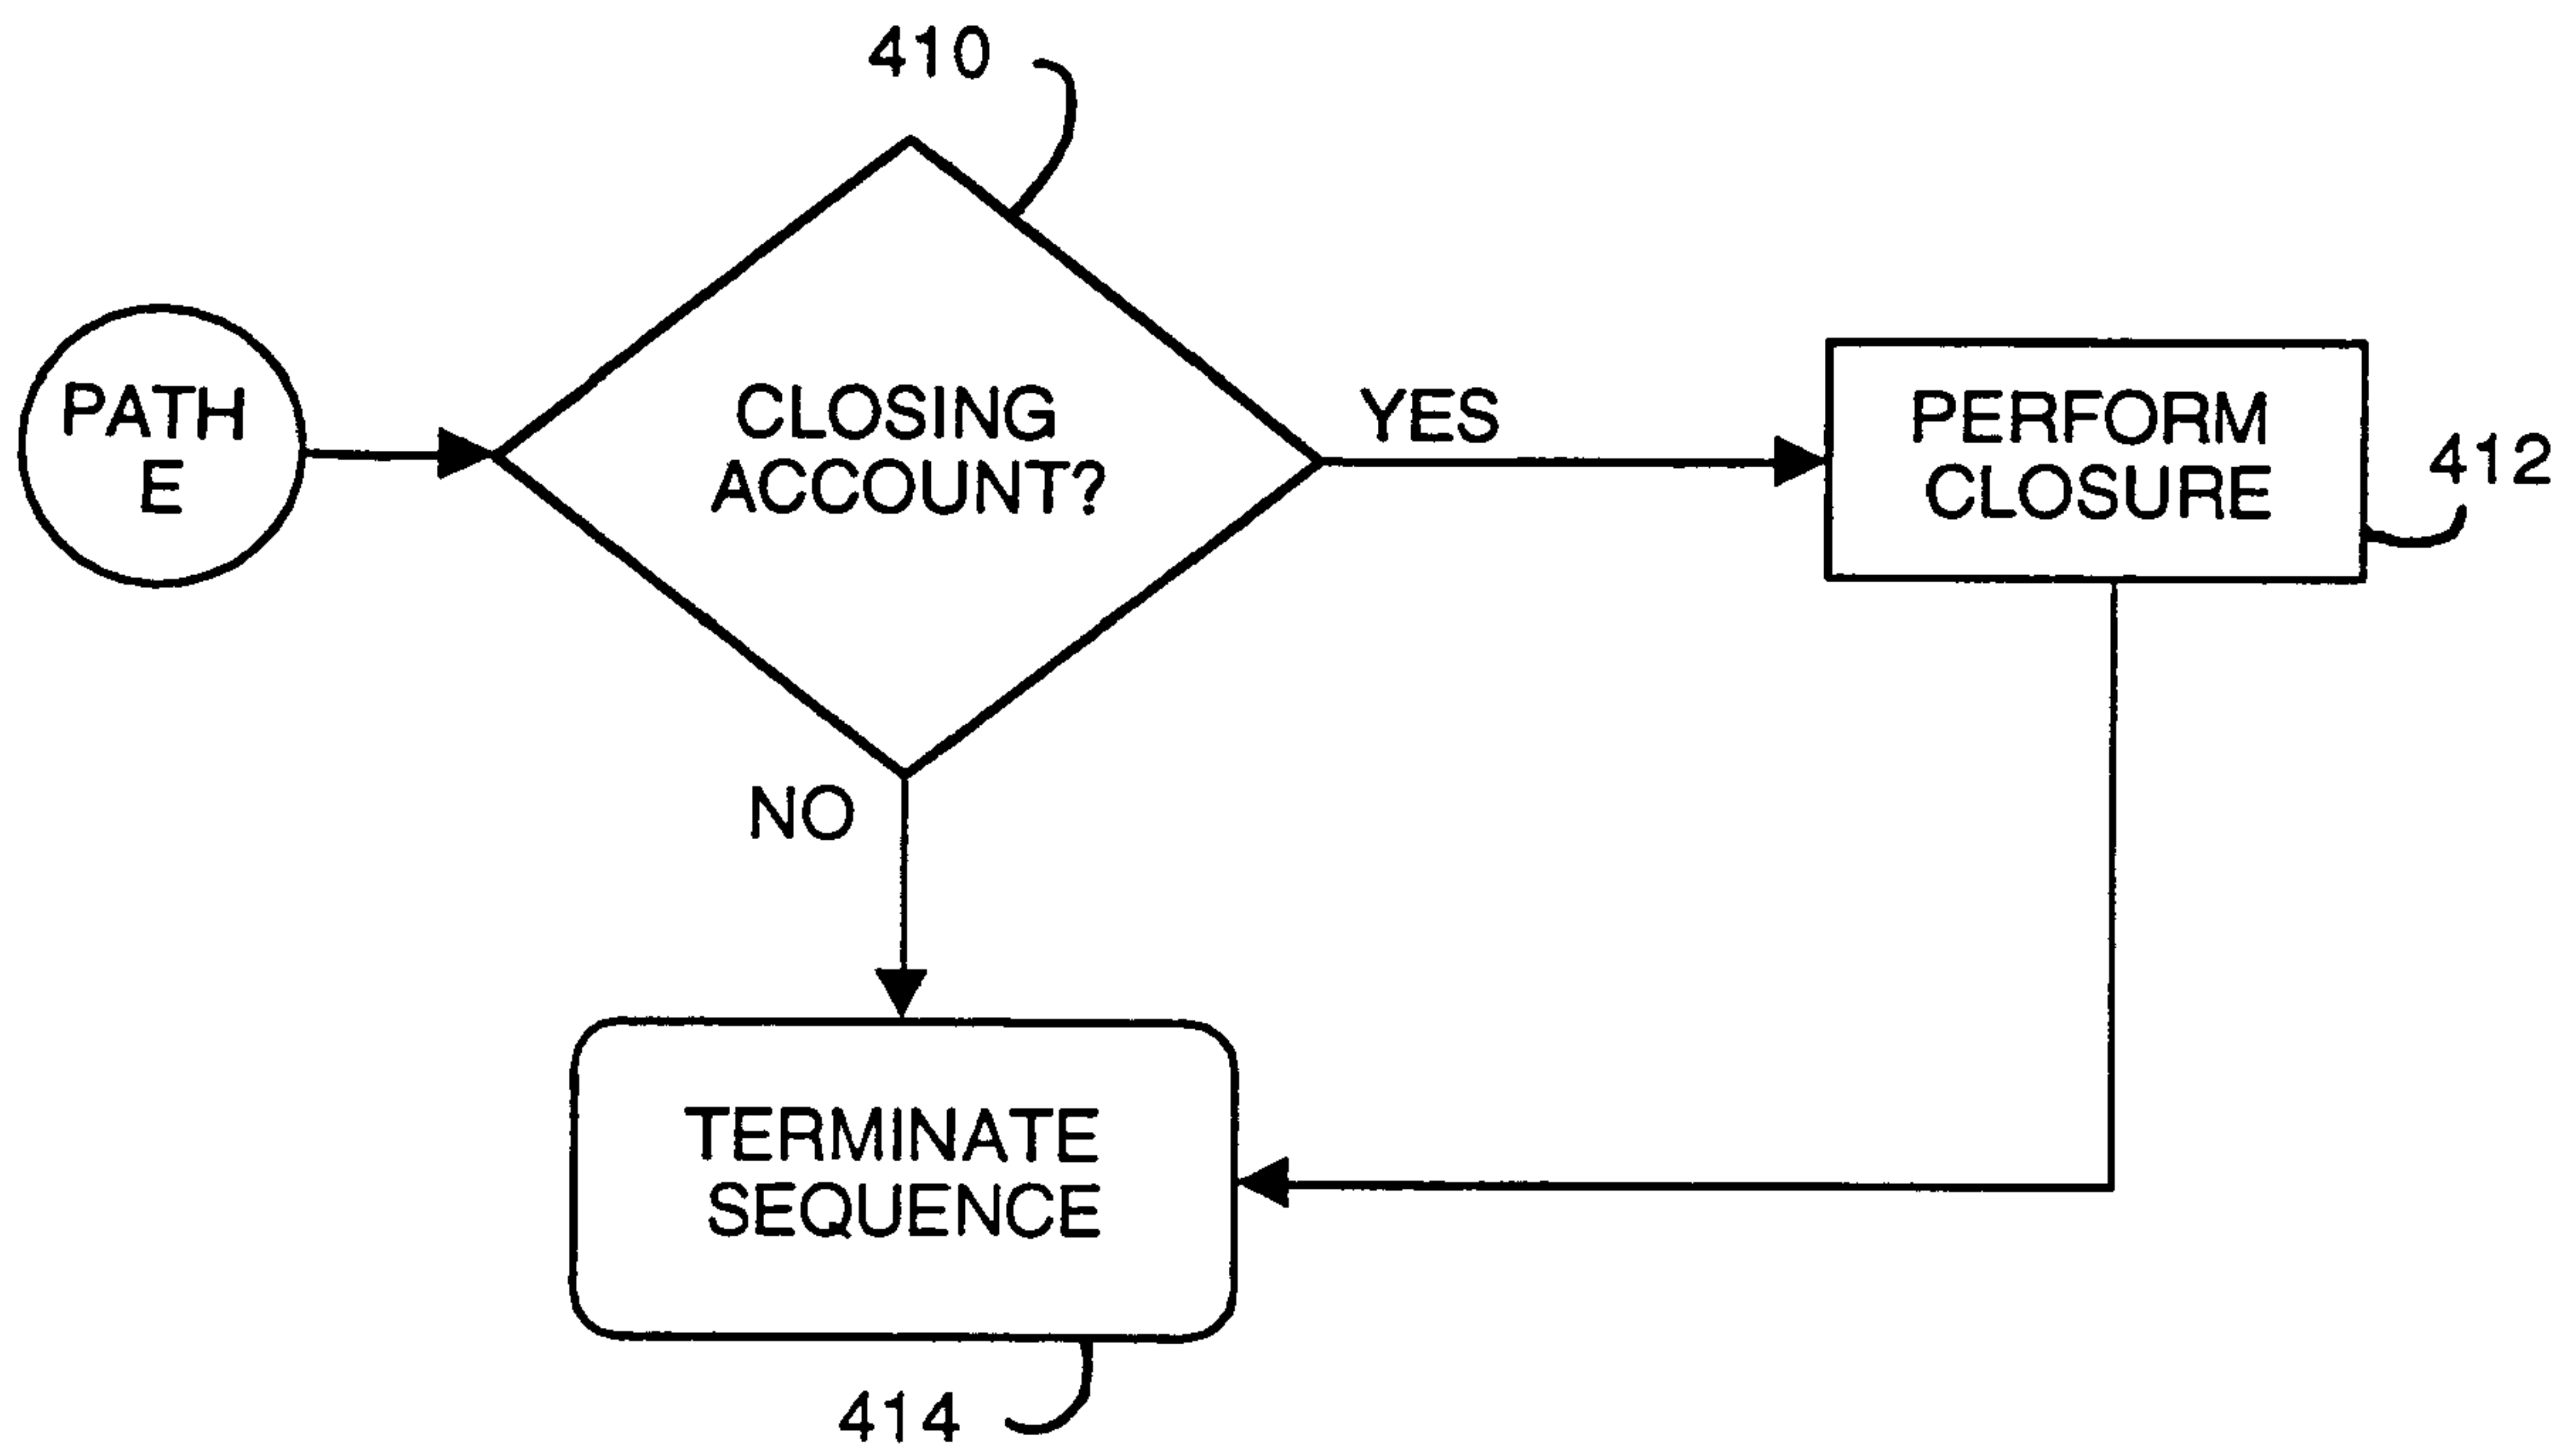 410
PATH
E
CLOSING
ACCOUNT?
YES
PERFORM
CLOSURE
412
NO
TERMINATE
SEQUENCE
414